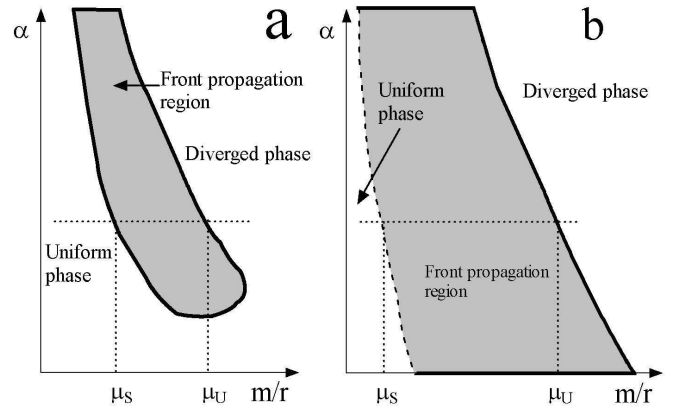 α
a
Front propagation
region
Diverged phase
Uniform
phase
μS
μU
m/r
α
b
Uniform
phase
Diverged phase
Front propagation
region
μS
μU
m/r